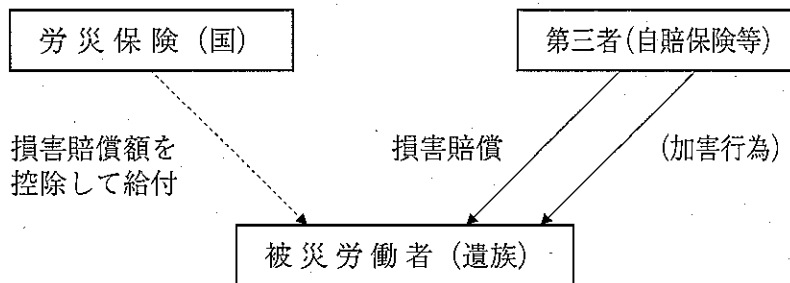 労災保険(国)
第三者(自賠保険等)
損害賠償額を
控除して給付
損害賠償
(加害行為)
被災労働者(遺族)